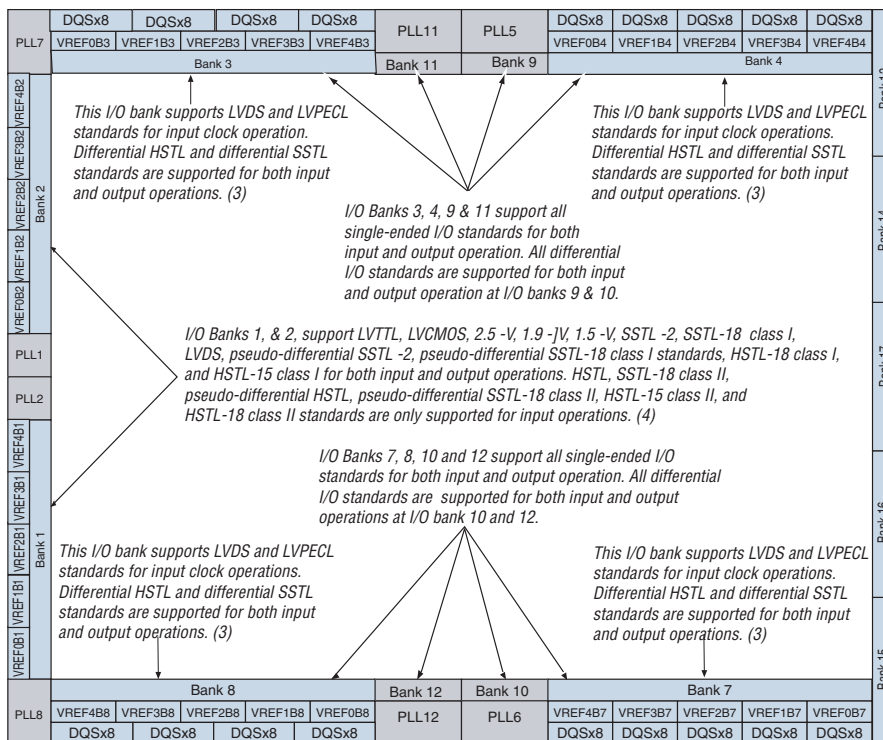 DQSx8 DQSx8 DQSx8 DQSx8
PLL11 PLL5
DQSx8 DQSx8 DQSx8 DQSx8 DQSx8
PLL7
VREF0B3 VREF1B3 VREF2B3 VREF3B3 VREF4B3
VREF0B4 VREF1B4 VREF2B4 VREF3B4 VREF4B4
Bank 3
Bank 11
Bank 9
Bank 4
VREF4B2
VREF3B2
VREF2B2
VREF1B2
VREF0B2
Bank 2
This I/O bank supports LVDS and LVPECL
standards for input clock operation.
Differential HSTL and differential SSTL
standards are supported for both input
and output operations. (3)
This I/O bank supports LVDS and LVPECL
standards for input clock operations.
Differential HSTL and differential SSTL
standards are supported for both input
and output operations. (3)
Bank 14
I/O Banks 3, 4, 9 & 11 support all
single-ended I/O standards for both
input and output operation. All differential
I/O standards are supported for both input
and output operation at I/O banks 9 & 10.
PLL1
PLL2
I/O Banks 1, & 2, support LVTTL, LVCMOS, 2.5 -V, 1.9 -]V, 1.5 -V, SSTL -2, SSTL-18 class I,
LVDS, pseudo-differential SSTL -2, pseudo-differential SSTL-18 class I standards, HSTL-18 class I,
and HSTL-15 class I for both input and output operations. HSTL, SSTL-18 class II,
pseudo-differential HSTL, pseudo-differential SSTL-18 class II, HSTL-15 class II, and
HSTL-18 class II standards are only supported for input operations. (4)
Bank 17
VREF4B1
VREF3B1
VREF2B1
VREF1B1
VREF0B1
Bank 1
I/O Banks 7, 8, 10 and 12 support all single-ended I/O
standards for both input and output operation. All differential
I/O standards are supported for both input and output
operations at I/O bank 10 and 12.
Bank 16
This I/O bank supports LVDS and LVPECL
standards for input clock operations.
Differential HSTL and differential SSTL
standards are supported for both input
and output operations. (3)
This I/O bank supports LVDS and LVPECL
standards for input clock operations.
Differential HSTL and differential SSTL
standards are supported for both input
and output operations. (3)
Bank 15
Bank 8
Bank 12
Bank 10
Bank 7
PLL8
VREF4B8 VREF3B8 VREF2B8 VREF1B8 VREF0B8
PLL12 PLL6
VREF4B7 VREF3B7 VREF2B7 VREF1B7 VREF0B7
DQSx8 DQSx8 DQSx8 DQSx8
DQSx8 DQSx8 DQSx8 DQSx8 DQSx8